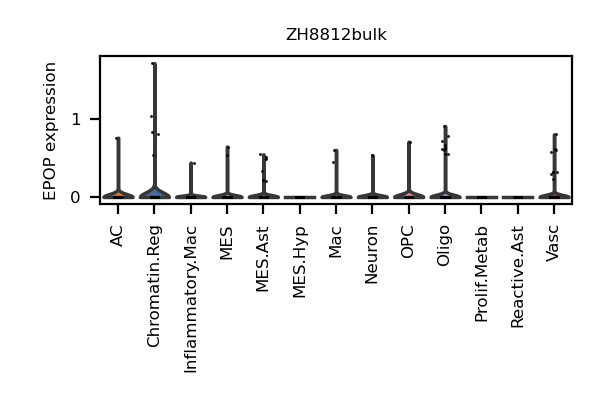 ZH8812bulk
EPOP expression
1
0
AC
Chromatin.Reg
Inflammatory.Mac
MES
MES.Ast
MES.Hyp
Mac
Neuron
OPC
Oligo
Prolif.Metab
Reactive.Ast
Vasc